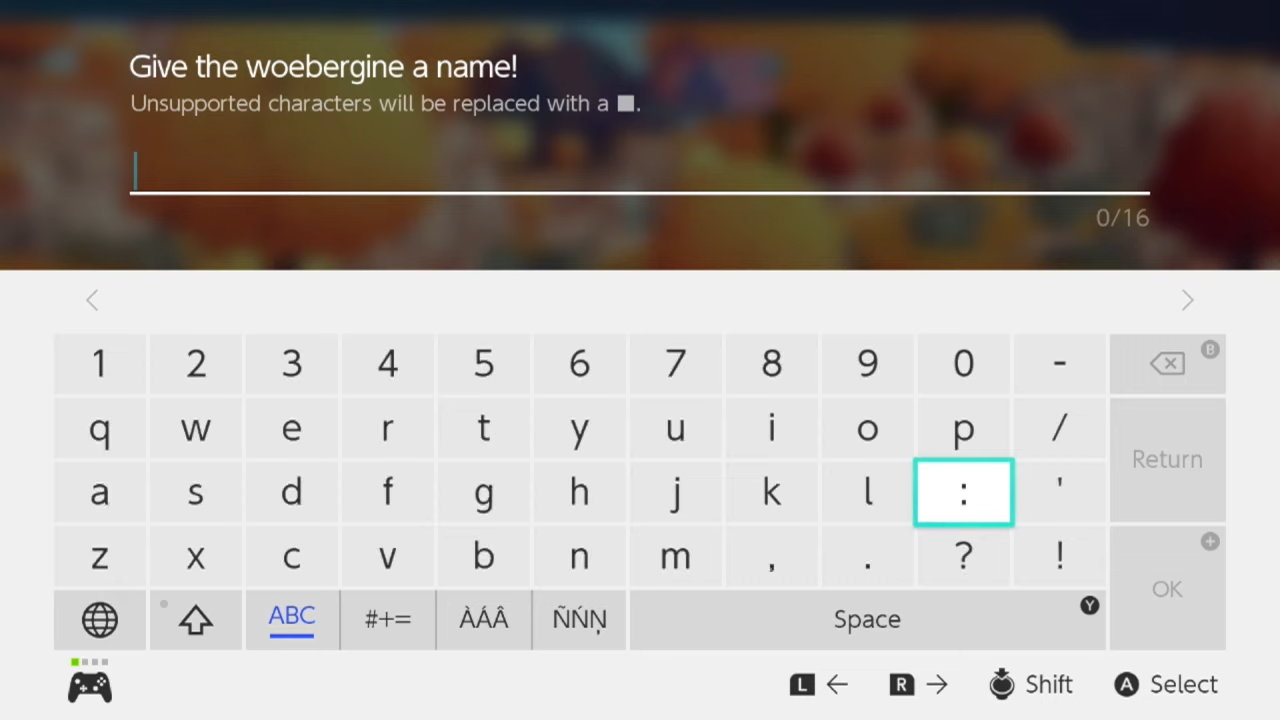 Give the woebergine a name!
Unsupported characters will be replaced with a ■.
0/16
1 2 3 4 5 6 7 8 9 0 - B
q w e r t y u i o p / Return
a s d f g h j k l : '
z x c v b n m , . ? ! OK
ABC #+= ÀÁÂ ÑŃŅ Space Y
L ← R → Shift A Select